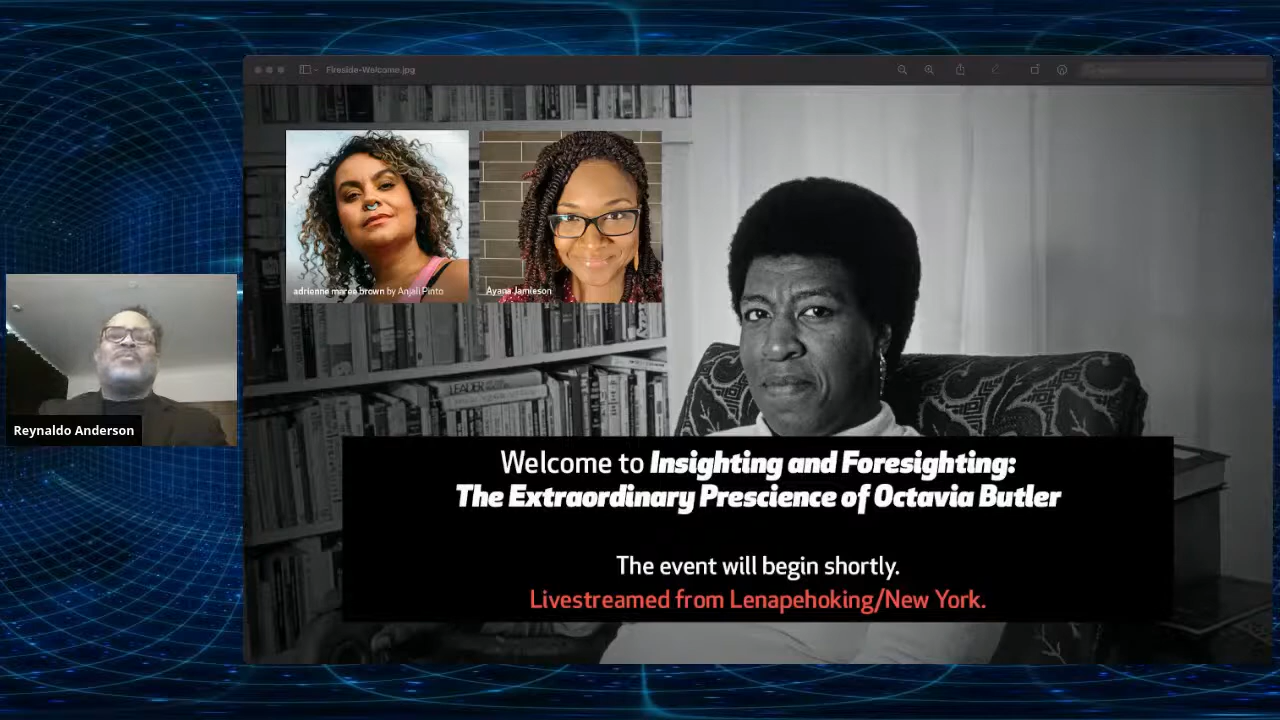 Fireside-Welcome.jpg
adrienne maree brown by Anjali Pinto
Ayana Jamieson
LEADER
Reynaldo Anderson
Welcome to Insighting and Foresighting:
The Extraordinary Prescience of Octavia Butler
The event will begin shortly.
Livestreamed from Lenapehoking/New York.